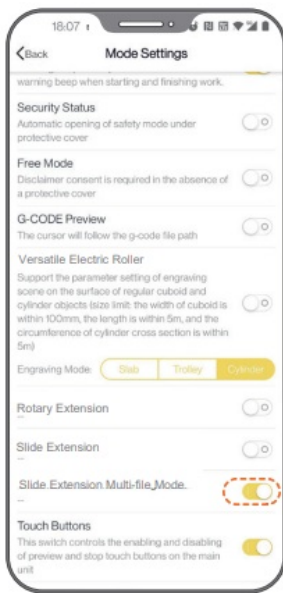 18:07
Back Mode Settings
warning beep when starting and finishing work.
Security Status
Automatic opening of safety mode under
protective cover
Free Mode
Disclaimer consent is required in the absence of
a protective cover
G-CODE Preview
The cursor will follow the g-code file path
Versatile Electric Roller
Support the parameter setting of engraving
scene on the surface of regular cuboid and
cylinder objects (size limit: the width of cuboid is
within 100mm, the length is within 5m, and the
circumference of cylinder cross section is within
5m)
Engraving Mode: Slab Trolley Cylinder
Rotary Extension
...
Slide Extension
...
Slide Extension Multi-file_Mode.
...
Touch Buttons
This switch controls the enabling and disabling
of preview and stop touch buttons on the main
unit